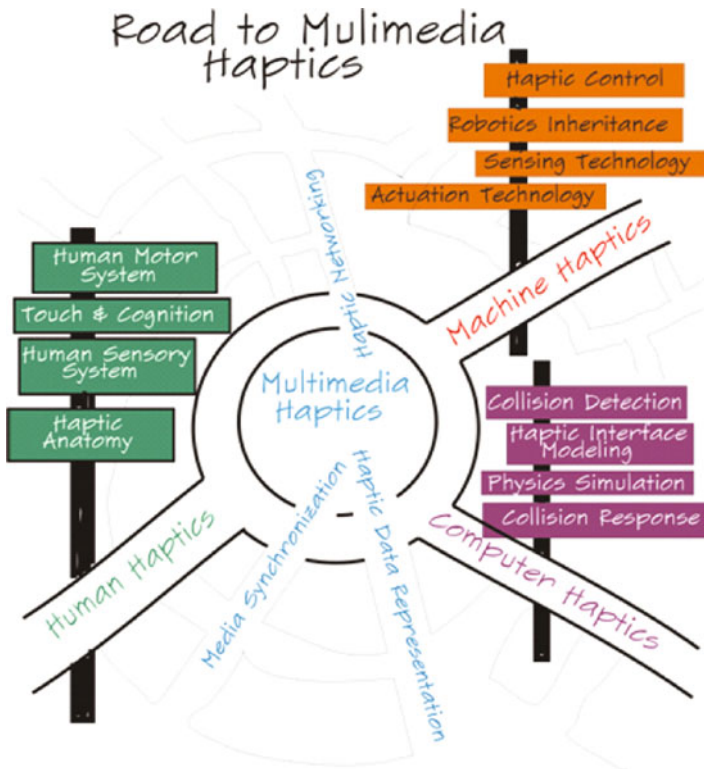 Road to Mulimedia
Haptics
Haptic Control
Robotics Inheritance
Sensing Technology
Actuation Technology
Human Motor
System
Touch & Cognition
Human Sensory
System
Haptic
Anatomy
Haptic Networking
Machine Haptics
Multimedia
Haptics
Collision Detection
Haptic Interface
Modeling
Physics Simulation
Collision Response
Human Haptics
Media Synchronization
Haptic Data Representation
Computer Haptics